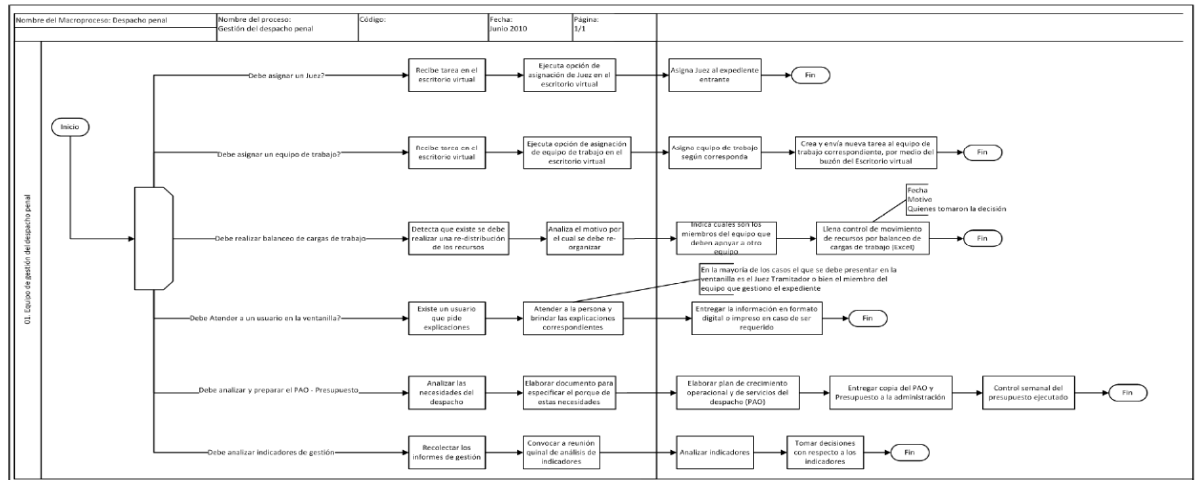 Nombre del Macroproceso: Despacho penal
Nombre del proceso:
Gestión del despacho penal
Código:
Fecha:
Junio 2010
Página:
1/1
01. Equipo de gestión del despacho penal
Inicio
Debe asignar un Juez?
Recibe tarea en el
escritorio virtual
Ejecuta opción de
asignación de Juez en el
escritorio virtual
Asigna Juez al expediente
entrante
Fin
Debe asignar un equipo de trabajo?
Recibe tarea en el
escritorio virtual
Ejecuta opción de asignación
de equipo de trabajo en el
escritorio virtual
Asigna equipo de trabajo
según corresponda
Crea y envía nueva tarea al equipo de
trabajo correspondiente, por medio del
buzón del Escritorio virtual
Fin
Debe realizar balanceo de cargas de trabajo
Detecta que existe se debe
realizar una re-distribución
de los recursos
Analiza el motivo por
el cual se debe re-
organizar
Indica cuales son los
miembros del equipo que
deben apoyar a otro
equipo
Llena control de movimiento
de recursos por balanceo de
cargas de trabajo (Excel)
Fecha
Motivo
Quienes tomaron la decisión
Fin
Debe Atender a un usuario en la ventanilla?
Existe un usuario
que pide
explicaciones
Atender a la persona y
brindar las explicaciones
correspondientes
En la mayoría de los casos el que se debe presentar en la
ventanilla es el Juez Tramitador o bien el miembro del
equipo que gestiono el expediente
Entregar la información en formato
digital o impreso en caso de ser
requerido
Fin
Debe analizar y preparar el PAO - Presupuesto
Analizar las
necesidades del
despacho
Elaborar documento para
especificar el porque de
estas necesidades
Elaborar plan de crecimiento
operacional y de servicios del
despacho (PAO)
Entregar copia del PAO y
Presupuesto a la administración
Control semanal del
presupuesto ejecutado
Fin
Debe analizar indicadores de gestión
Recolectar los
informes de gestión
Convocar a reunión
quinal de análisis de
indicadores
Analizar indicadores
Tomar decisiones
con respecto a los
indicadores
Fin